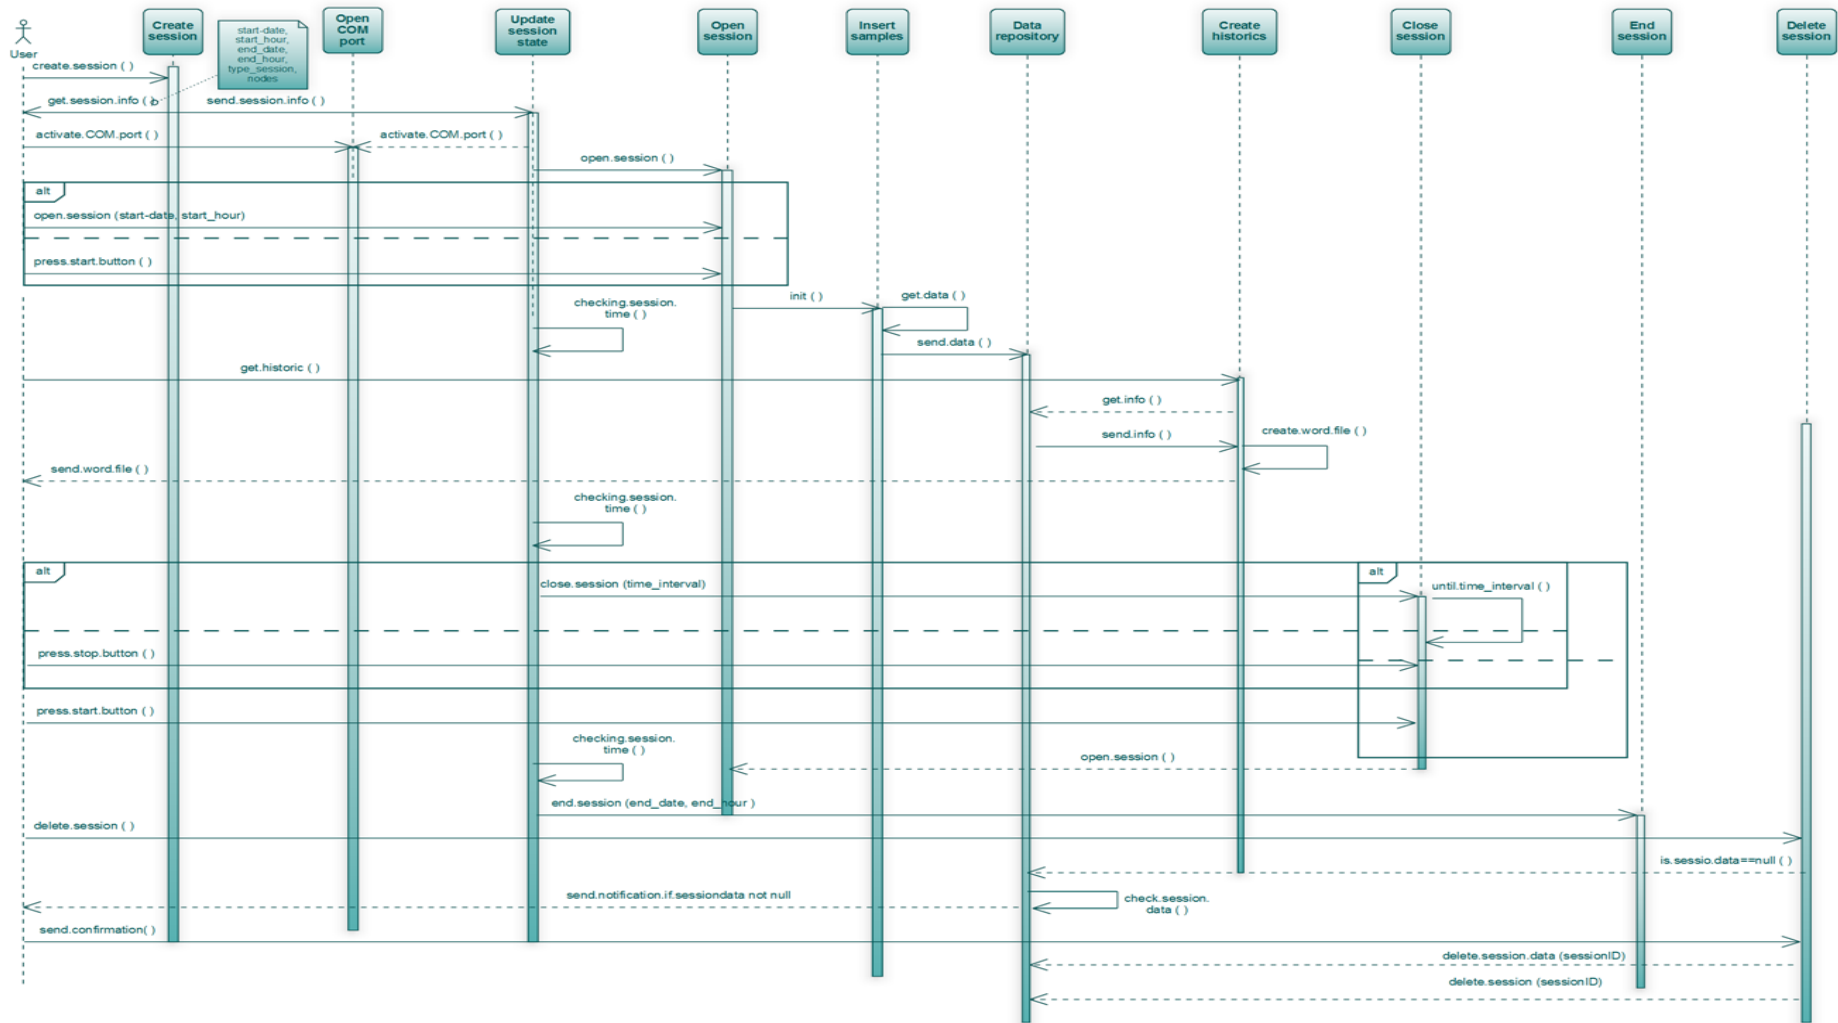 User
Create
session
start-date,
start_hour,
end_date,
end_hour,
type_session,
nodes
Open
COM
port
Update
session
state
Open
session
Insert
samples
Data
repository
Create
historics
Close
session
End
session
Delete
session
create.session ( )
get.session.info ( )
send.session.info ( )
activate.COM.port ( )
activate.COM.port ( )
open.session ( )
alt
open.session (start-date, start_hour)
press.start.button ( )
checking.session.
time ( )
init ( )
get.data ( )
send.data ( )
get.historic ( )
get.info ( )
send.info ( )
create.word.file ( )
send.word.file ( )
checking.session.
time ( )
alt
close.session (time_interval)
alt
until.time_interval ( )
press.stop.button ( )
press.start.button ( )
checking.session.
time ( )
open.session ( )
end.session (end_date, end_hour )
delete.session ( )
is.sessio.data==null ( )
send.notification.if.sessiondata not null
check.session.
data ( )
send.confirmation( )
delete.session.data (sessionID)
delete.session (sessionID)